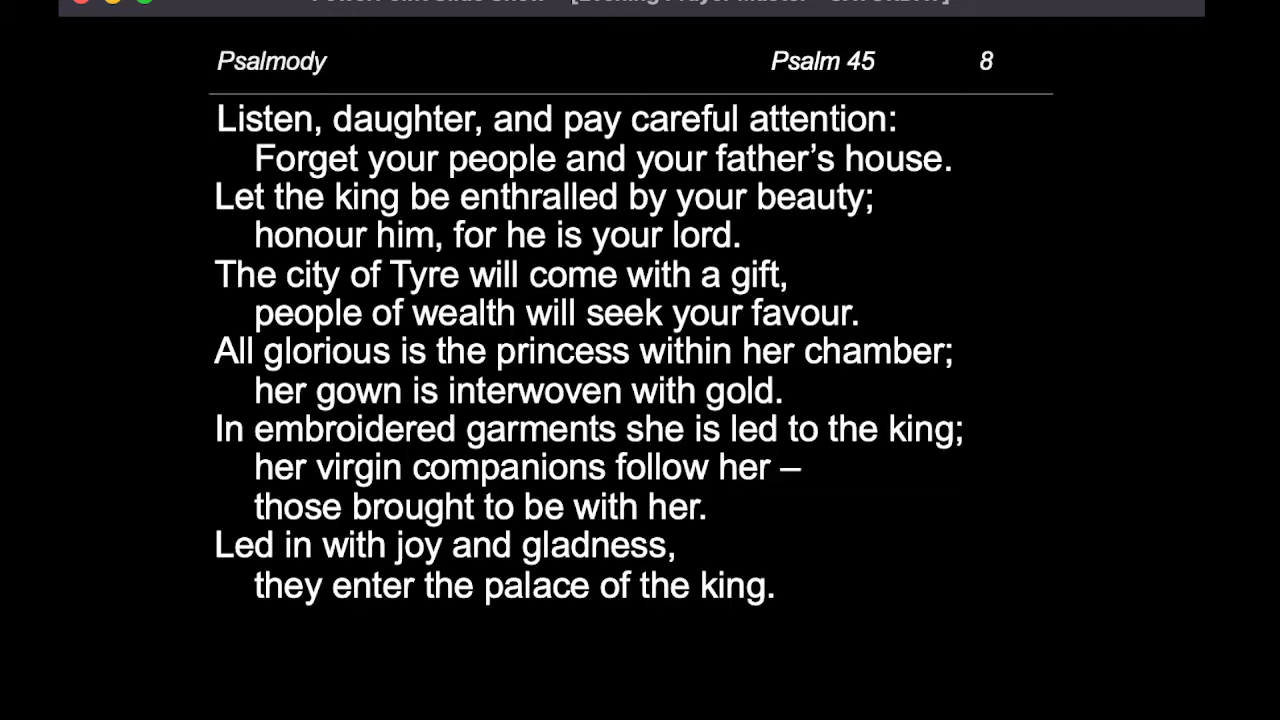 Psalmody Psalm 45 8
Listen, daughter, and pay careful attention:
Forget your people and your father’s house.
Let the king be enthralled by your beauty;
honour him, for he is your lord.
The city of Tyre will come with a gift,
people of wealth will seek your favour.
All glorious is the princess within her chamber;
her gown is interwoven with gold.
In embroidered garments she is led to the king;
her virgin companions follow her –
those brought to be with her.
Led in with joy and gladness,
they enter the palace of the king.